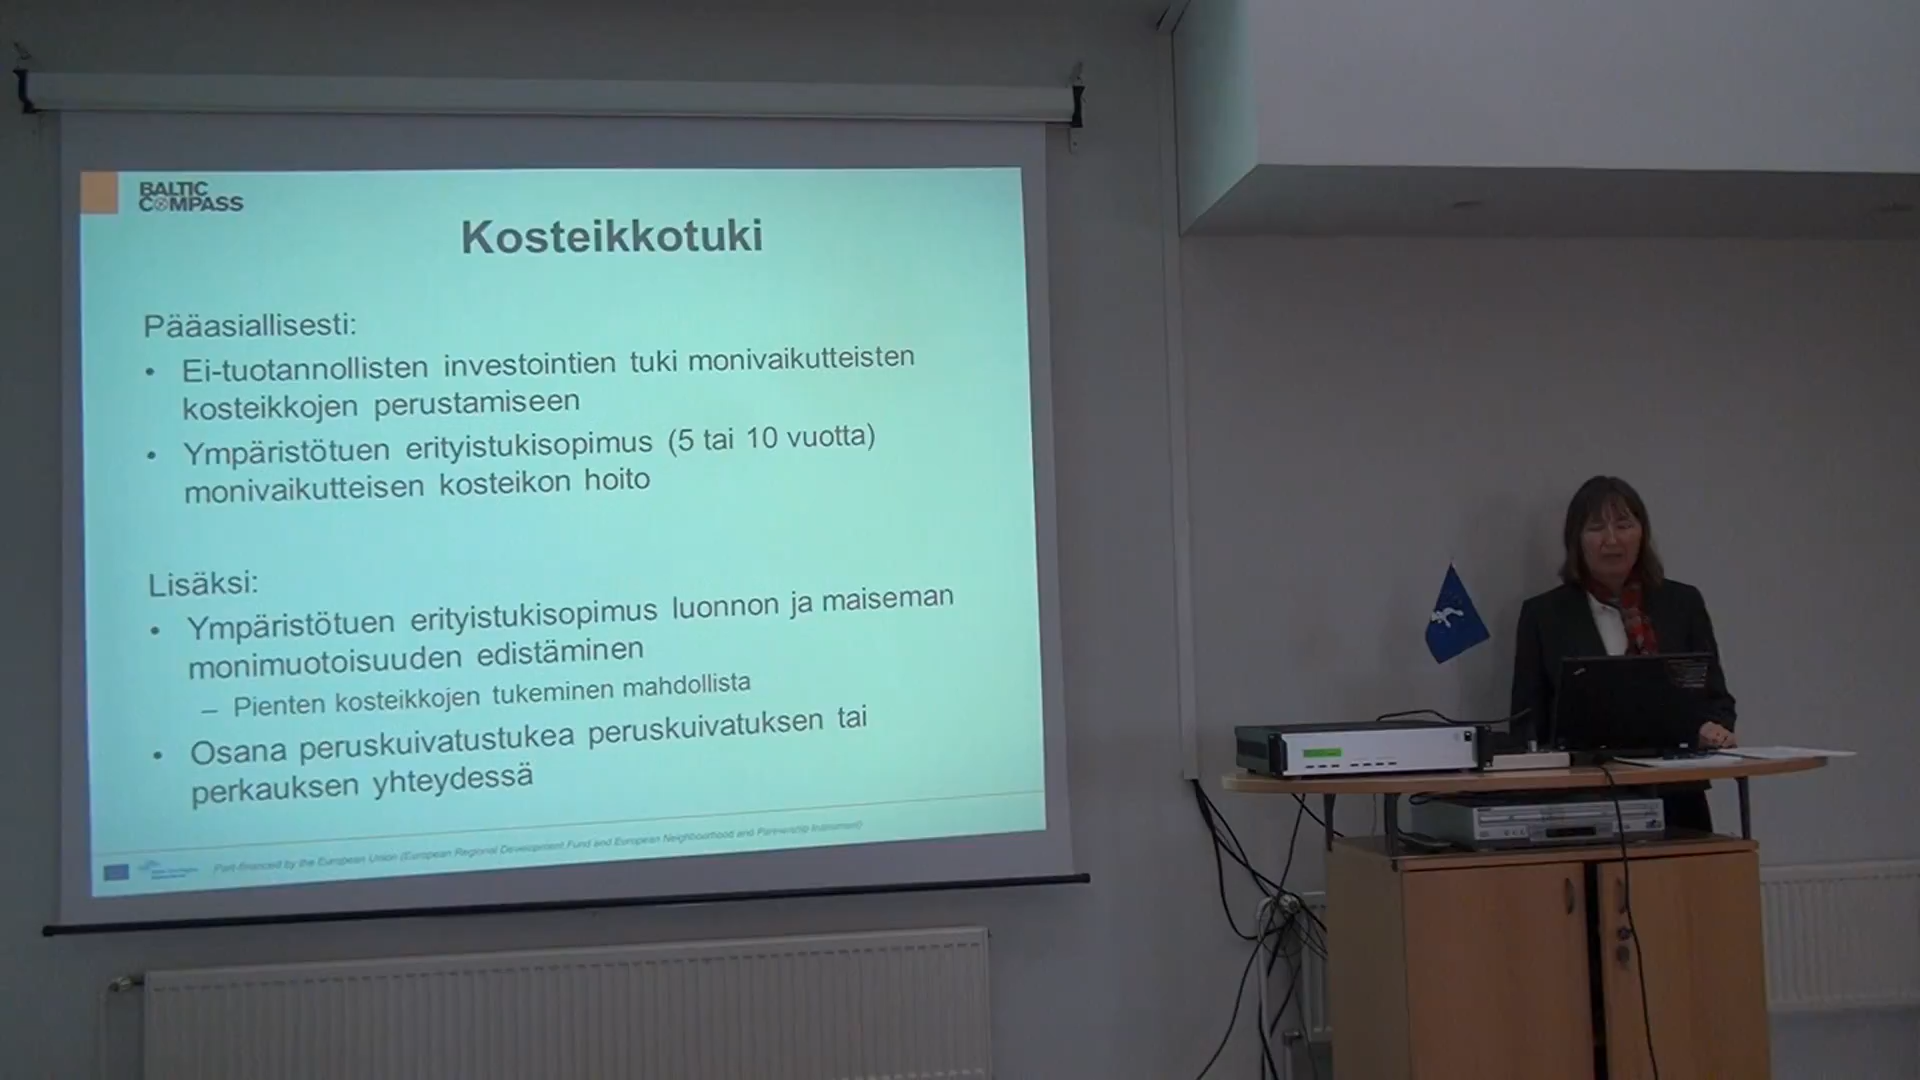 BALTIC
COMPASS
Kosteikkotuki
Pääasiallisesti:
• Ei-tuotannollisten investointien tuki monivaikutteisten
kosteikkojen perustamiseen
• Ympäristötuen erityistukisopimus (5 tai 10 vuotta)
monivaikutteisen kosteikon hoito
Lisäksi:
• Ympäristötuen erityistukisopimus luonnon ja maiseman
monimuotoisuuden edistäminen
– Pienten kosteikkojen tukeminen mahdollista
• Osana peruskuivatustukea peruskuivatuksen tai
perkauksen yhteydessä
Part-financed by the European Union (European Regional Development Fund and European Neighbourhood and Partnership Instrument)